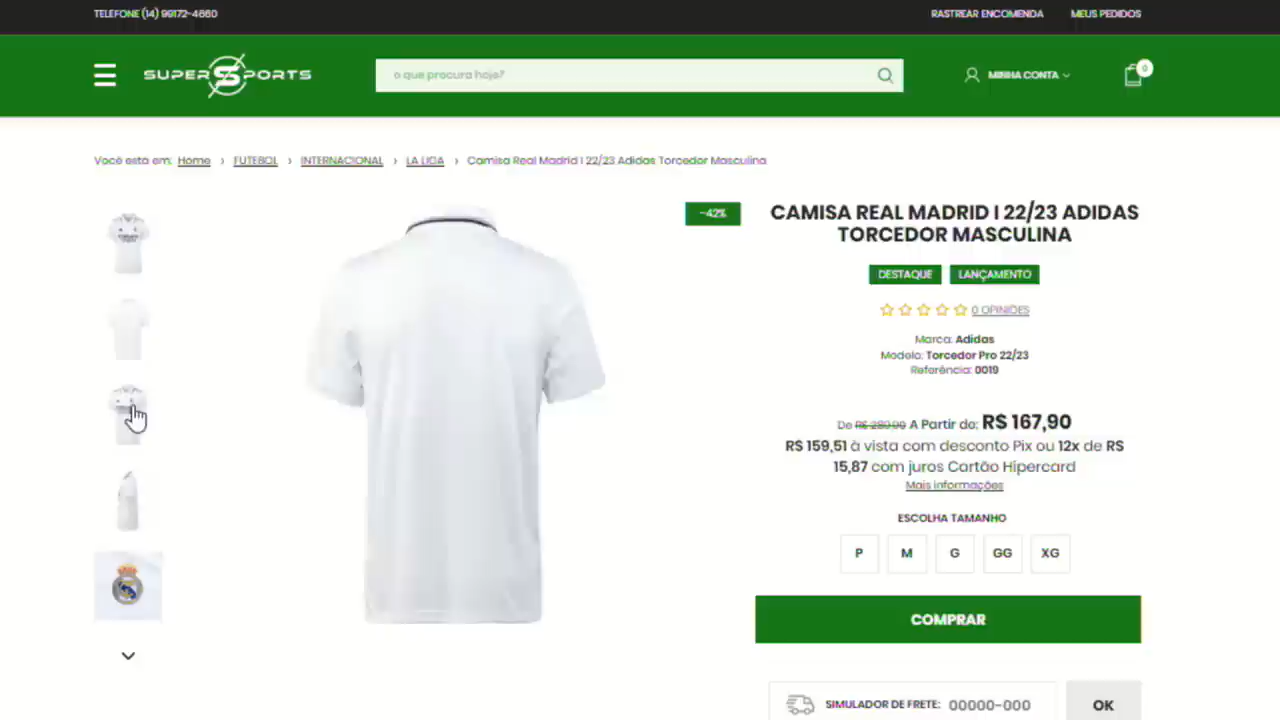 TELEFONE (14) 99172-4660
RASTREAR ENCOMENDA
MEUS PEDIDOS
SUPER SPORTS
o que procura hoje?
MINHA CONTA
0
Você esta em: Home › FUTEBOL › INTERNACIONAL › LA LIGA › Camisa Real Madrid I 22/23 Adidas Torcedor Masculina
-42%
CAMISA REAL MADRID I 22/23 ADIDAS
TORCEDOR MASCULINA
DESTAQUE
LANÇAMENTO
0 OPINIÕES
Marca: Adidas
Modelo: Torcedor Pro 22/23
Referência: 0019
De R$ 289,90 A Partir de: R$ 167,90
R$ 159,51 à vista com desconto Pix ou 12x de R$
15,87 com juros Cartão Hipercard
Mais informações
ESCOLHA TAMANHO
P M G GG XG
COMPRAR
SIMULADOR DE FRETE: 00000-000
OK